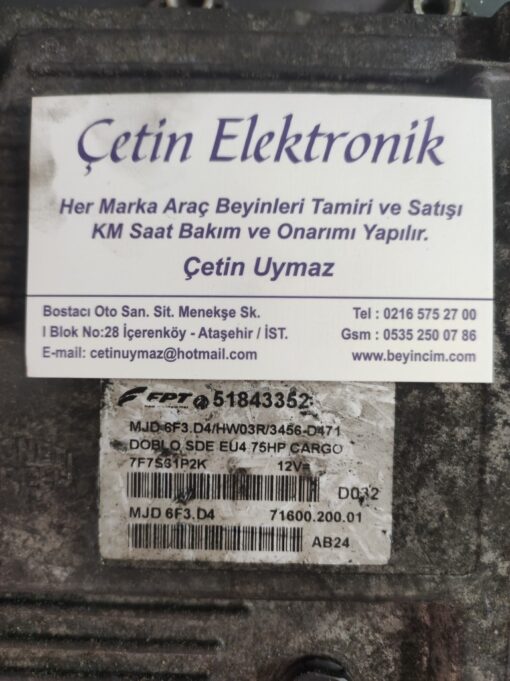 Çetin Elektronik
Her Marka Araç Beyinleri Tamiri ve Satışı
KM Saat Bakım ve Onarımı Yapılır.
Çetin Uymaz
Bostacı Oto San. Sit. Menekşe Sk.
I Blok No:28 İçerenköy - Ataşehir / İST.
E-mail: cetinuymaz@hotmail.com
Tel : 0216 575 27 00
Gsm : 0535 250 07 86
www.beyincim.com
FPT 51843352
MJD 6F3.D4/HW03R/3456-D471
DOBLO SDE EU4 75HP CARGO
7F7S31P2K 12V
D032
MJD 6F3.D4 71600.200.01
AB24